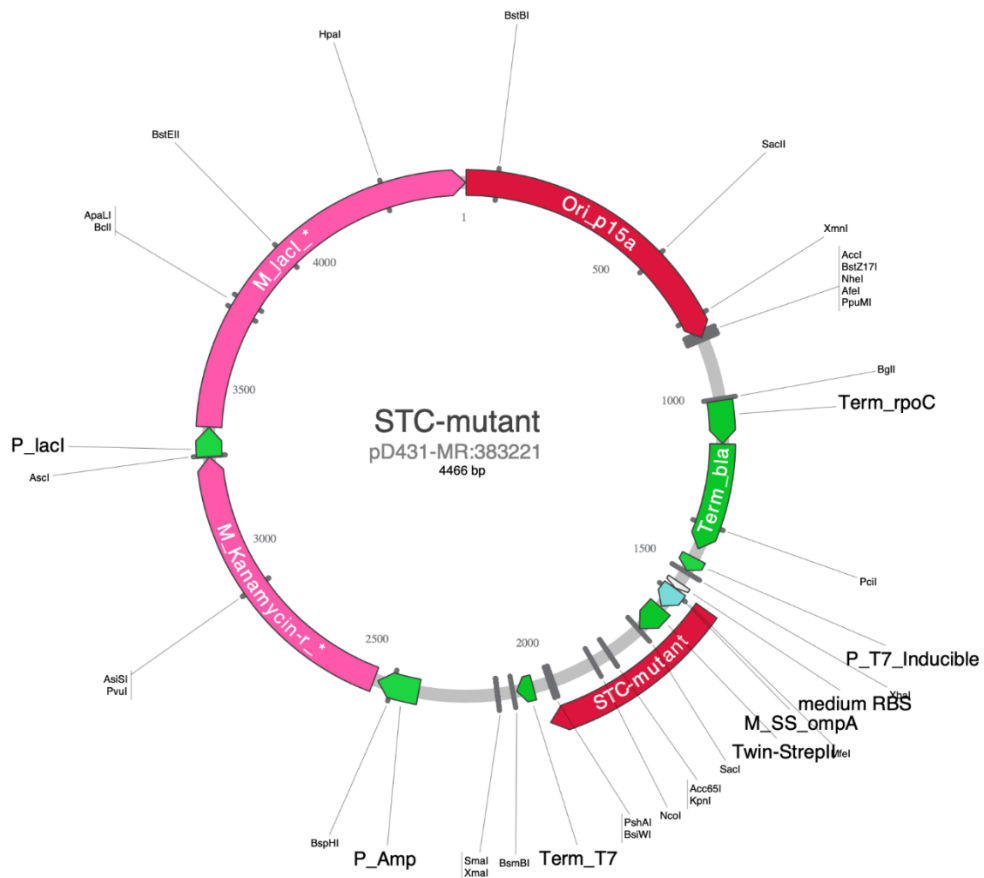 BstBI
HpaI
SacII
BstEII
ApaLI
BclI
XmnI
AccI
BstZ17I
NheI
AfeI
PpuMI
Ori_p15a
M_lacI_*
1
500
4000
3500
1000
BglI
Term_rpoC
STC-mutant
pD431-MR:383221
4466 bp
P_lacI
AscI
Term_bla
M_Kanamycin-r_*
3000
1500
PciI
2500
2000
STC-mutant
AsiSI
PvuI
P_T7_Inducible
XbaI
medium RBS
M_SS_ompA
Twin-StrepII
MfeI
SacI
Acc65I
KpnI
NcoI
PshAI
BsiWI
BspHI
P_Amp
SmaI
XmaI
BsmBI
Term_T7